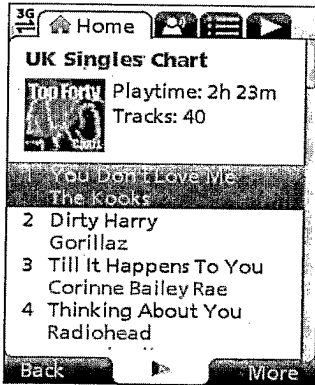 3G
Home
UK Singles Chart
Top Forty
Playtime: 2h 23m
Tracks: 40
1 You Don't Love Me
The Kooks
2 Dirty Harry
Gorillaz
3 Till It Happens To You
Corinne Bailey Rae
4 Thinking About You
Radiohead
Back
More